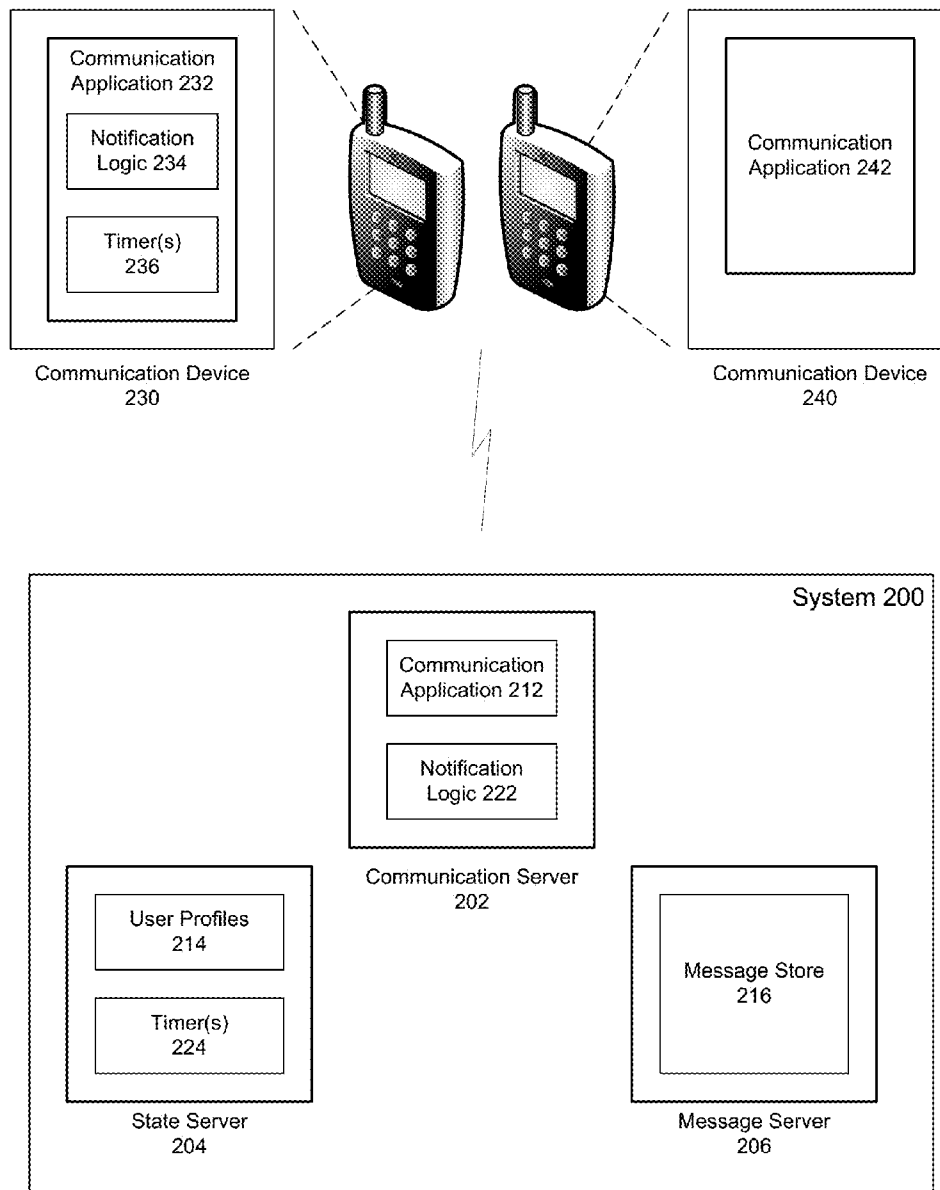 Communication
Application 232
Notification
Logic 234
Timer(s)
236
Communication Device
230
Communication
Application 242
Communication Device
240
System 200
Communication
Application 212
Notification
Logic 222
Communication Server
202
User Profiles
214
Timer(s)
224
State Server
204
Message Store
216
Message Server
206